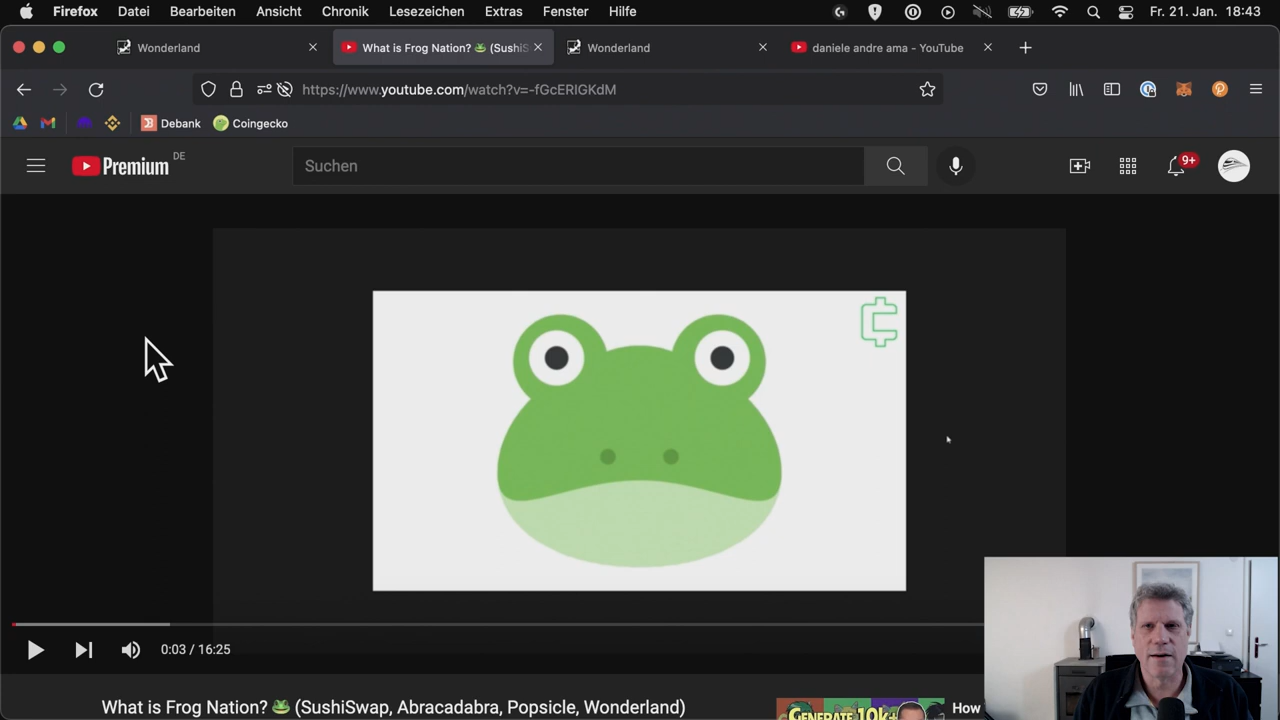 Firefox Datei Bearbeiten Ansicht Chronik Lesezeichen Extras Fenster Hilfe Fr. 21. Jan. 18:43
Wonderland
What is Frog Nation? 🐸 (SushiS
Wonderland
daniele andre ama - YouTube
https://www.youtube.com/watch?v=-fGcERIGKdM
Debank Coingecko
Premium DE
Suchen
9+
0:03 / 16:25
What is Frog Nation? 🐸 (SushiSwap, Abracadabra, Popsicle, Wonderland)
GENERATE 10k+
How